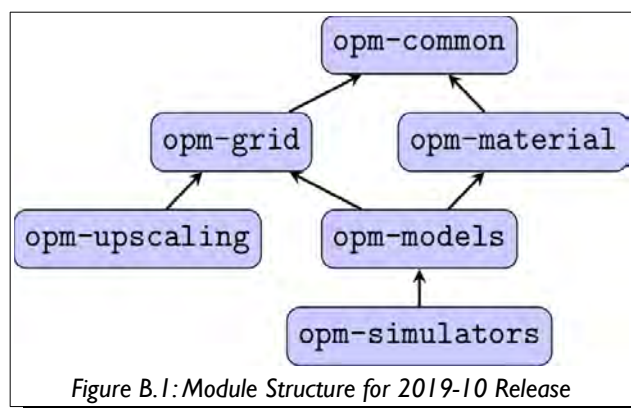 opm-common
opm-grid opm-material
opm-upscaling opm-models
opm-simulators
Figure B.1: Module Structure for 2019-10 Release